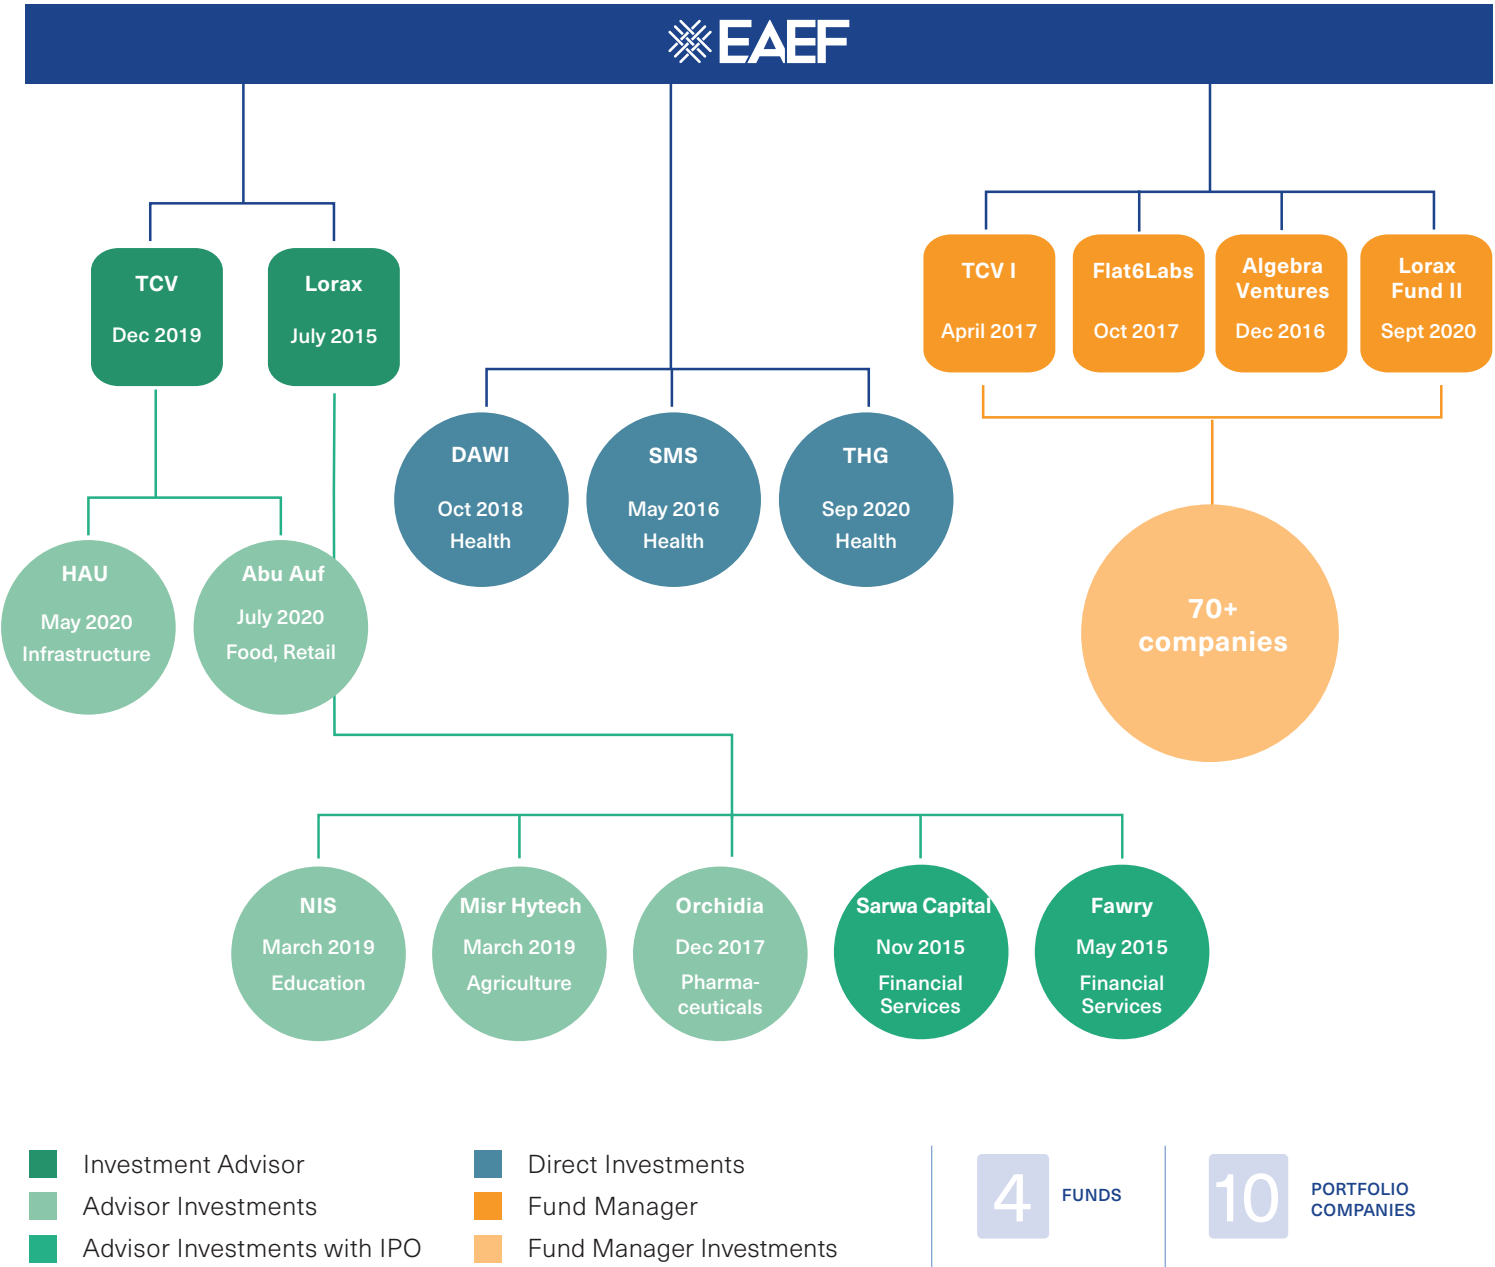 EAEF
TCV
Dec 2019
Lorax
July 2015
TCV I
April 2017
Flat6Labs
Oct 2017
Algebra
Ventures
Dec 2016
Lorax
Fund II
Sept 2020
DAWI
Oct 2018
Health
SMS
May 2016
Health
THG
Sep 2020
Health
HAU
May 2020
Infrastructure
Abu Auf
July 2020
Food, Retail
70+
companies
NIS
March 2019
Education
Misr Hytech
March 2019
Agriculture
Orchidia
Dec 2017
Pharma-
ceuticals
Sarwa Capital
Nov 2015
Financial
Services
Fawry
May 2015
Financial
Services
Investment Advisor
Advisor Investments
Advisor Investments with IPO
Direct Investments
Fund Manager
Fund Manager Investments
4 FUNDS
10 PORTFOLIO
COMPANIES